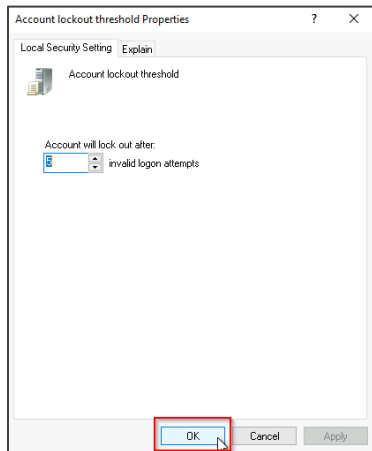 Account lockout threshold Properties ? ×
Local Security Setting Explain
Account lockout threshold
Account will lock out after:
5 invalid logon attempts
OK Cancel Apply